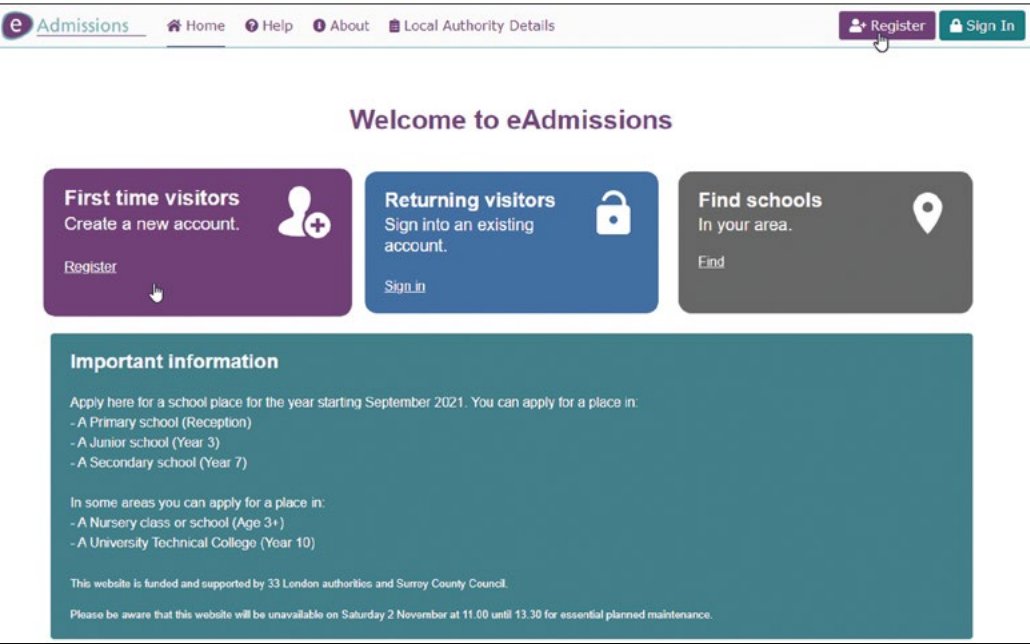 e Admissions Home Help About Local Authority Details Register Sign In
Welcome to eAdmissions
First time visitors
Create a new account.
Register
Returning visitors
Sign into an existing
account.
Sign in
Find schools
In your area.
Find
Important information
Apply here for a school place for the year starting September 2021. You can apply for a place in:
- A Primary school (Reception)
- A Junior school (Year 3)
- A Secondary school (Year 7)
In some areas you can apply for a place in:
- A Nursery class or school (Age 3+)
- A University Technical College (Year 10)
This website is funded and supported by 33 London authorities and Surrey County Council.
Please be aware that this website will be unavailable on Saturday 2 November at 11.00 until 13.30 for essential planned maintenance.